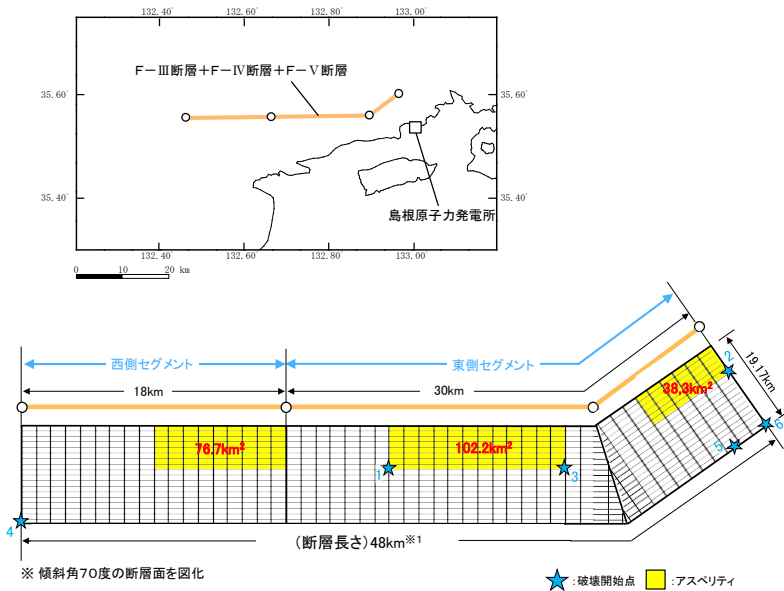 132.40° 132.60° 132.80° 133.00°
F－Ⅲ断層＋F－Ⅳ断層＋F－Ⅴ断層
35.60° 35.60°
35.40° 35.40°
島根原子力発電所
132.40° 132.60° 132.80° 133.00°
0 10 20 km
西側セグメント 東側セグメント
18km 30km
19.17km
2
38.3km²
76.7km² 102.2km²
6
5
1 3
4
(断層長さ)48km※1
※ 傾斜角70度の断層面を図化
:破壊開始点 :アスペリティ